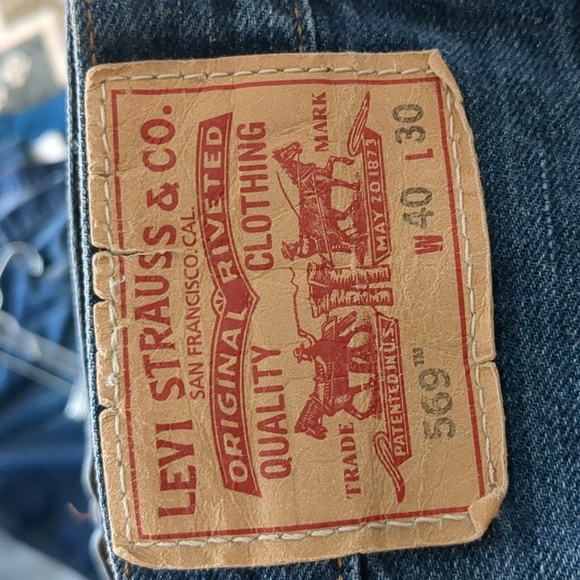 LEVI STRAUSS & CO.
SAN FRANCISCO, CAL.
ORIGINAL RIVETED
QUALITY CLOTHING
TRADE MARK
PATENTED IN U.S. MAY 20 1873
569™ W 40 L 30